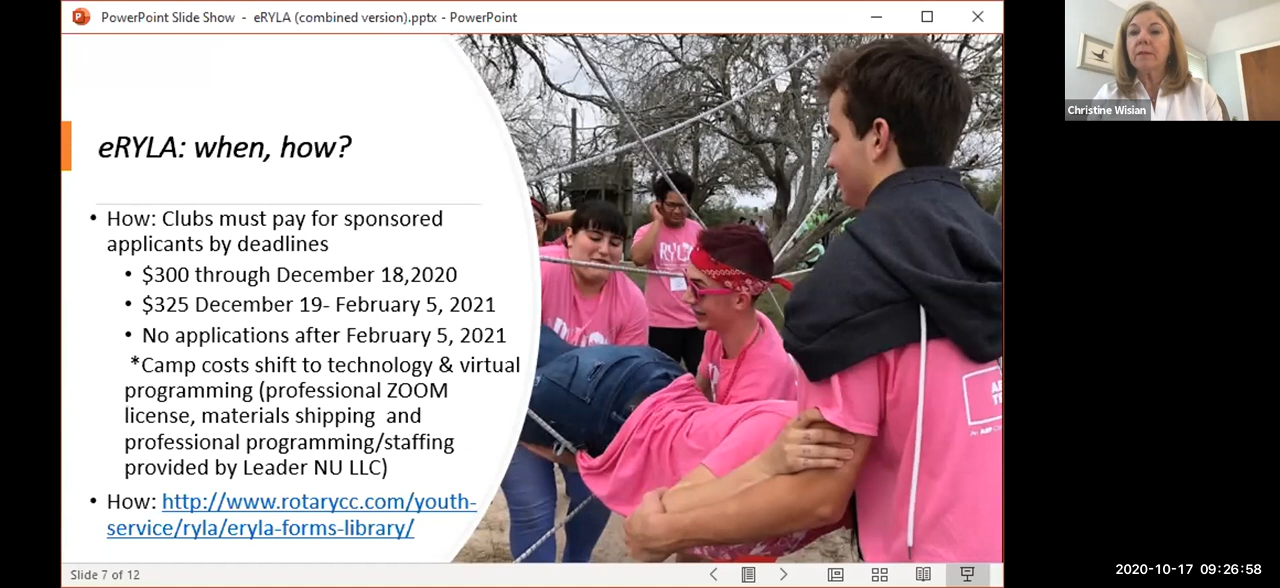 PowerPoint Slide Show - eRYLA (combined version).pptx - PowerPoint
Christine Wisian
eRYLA: when, how?
• How: Clubs must pay for sponsored
applicants by deadlines
• $300 through December 18,2020
• $325 December 19- February 5, 2021
• No applications after February 5, 2021
*Camp costs shift to technology & virtual
programming (professional ZOOM
license, materials shipping and
professional programming/staffing
provided by Leader NU LLC)
• How: http://www.rotarycc.com/youth-
service/ryla/eryla-forms-library/
Slide 7 of 12
2020-10-17 09:26:58